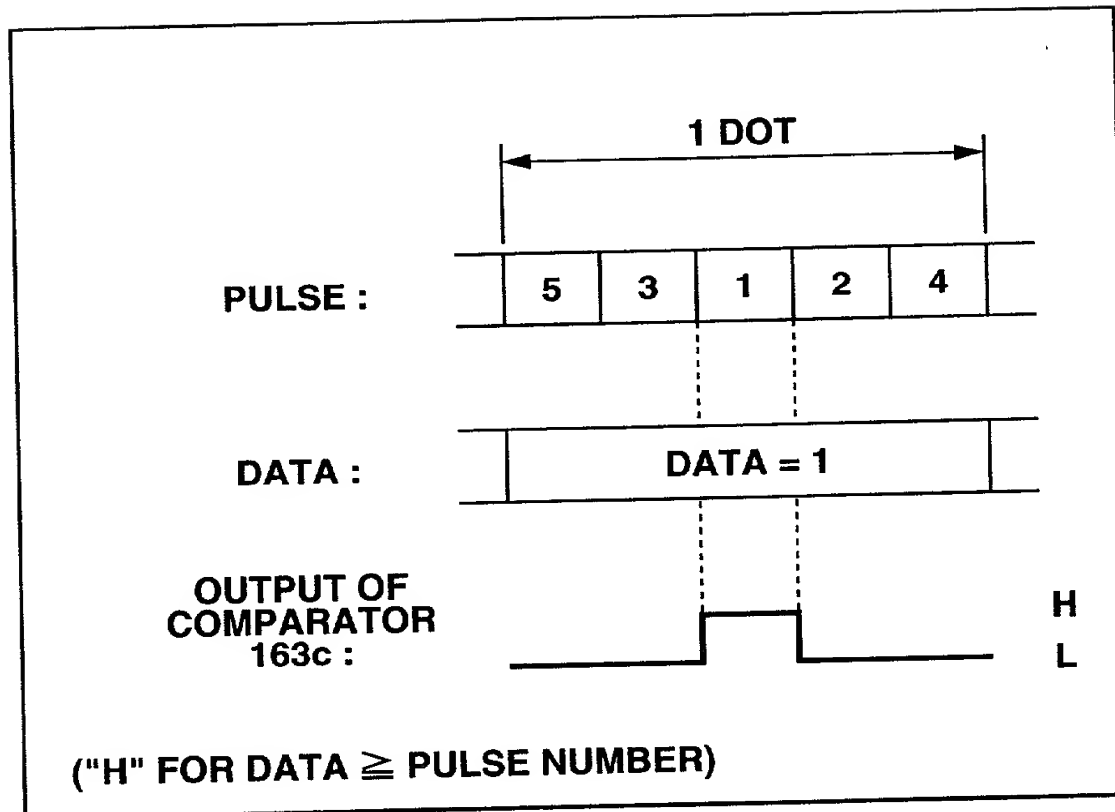 1 DOT
PULSE : 5 3 1 2 4
DATA : DATA = 1
OUTPUT OF
COMPARATOR
163c :
H
L
("H" FOR DATA ≧ PULSE NUMBER)